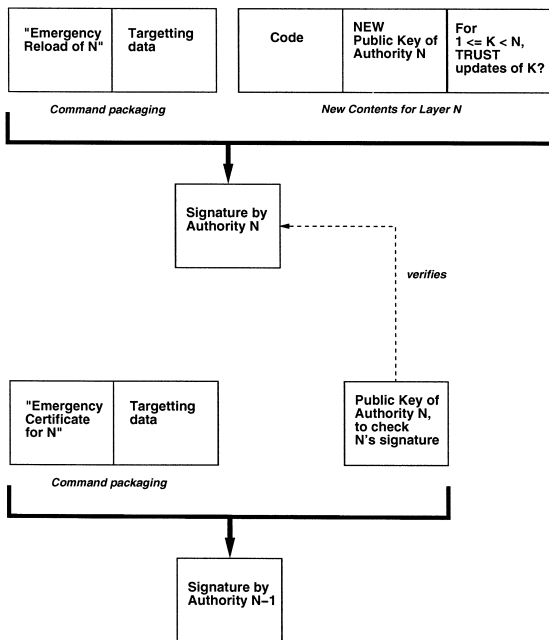 "Emergency
Reload of N"
Targetting
data
Code
NEW
Public Key of
Authority N
For
1 <= K < N,
TRUST
updates of K?
Command packaging
New Contents for Layer N
Signature by
Authority N
verifies
"Emergency
Certificate
for N"
Targetting
data
Public Key of
Authority N,
to check
N's signature
Command packaging
Signature by
Authority N−1